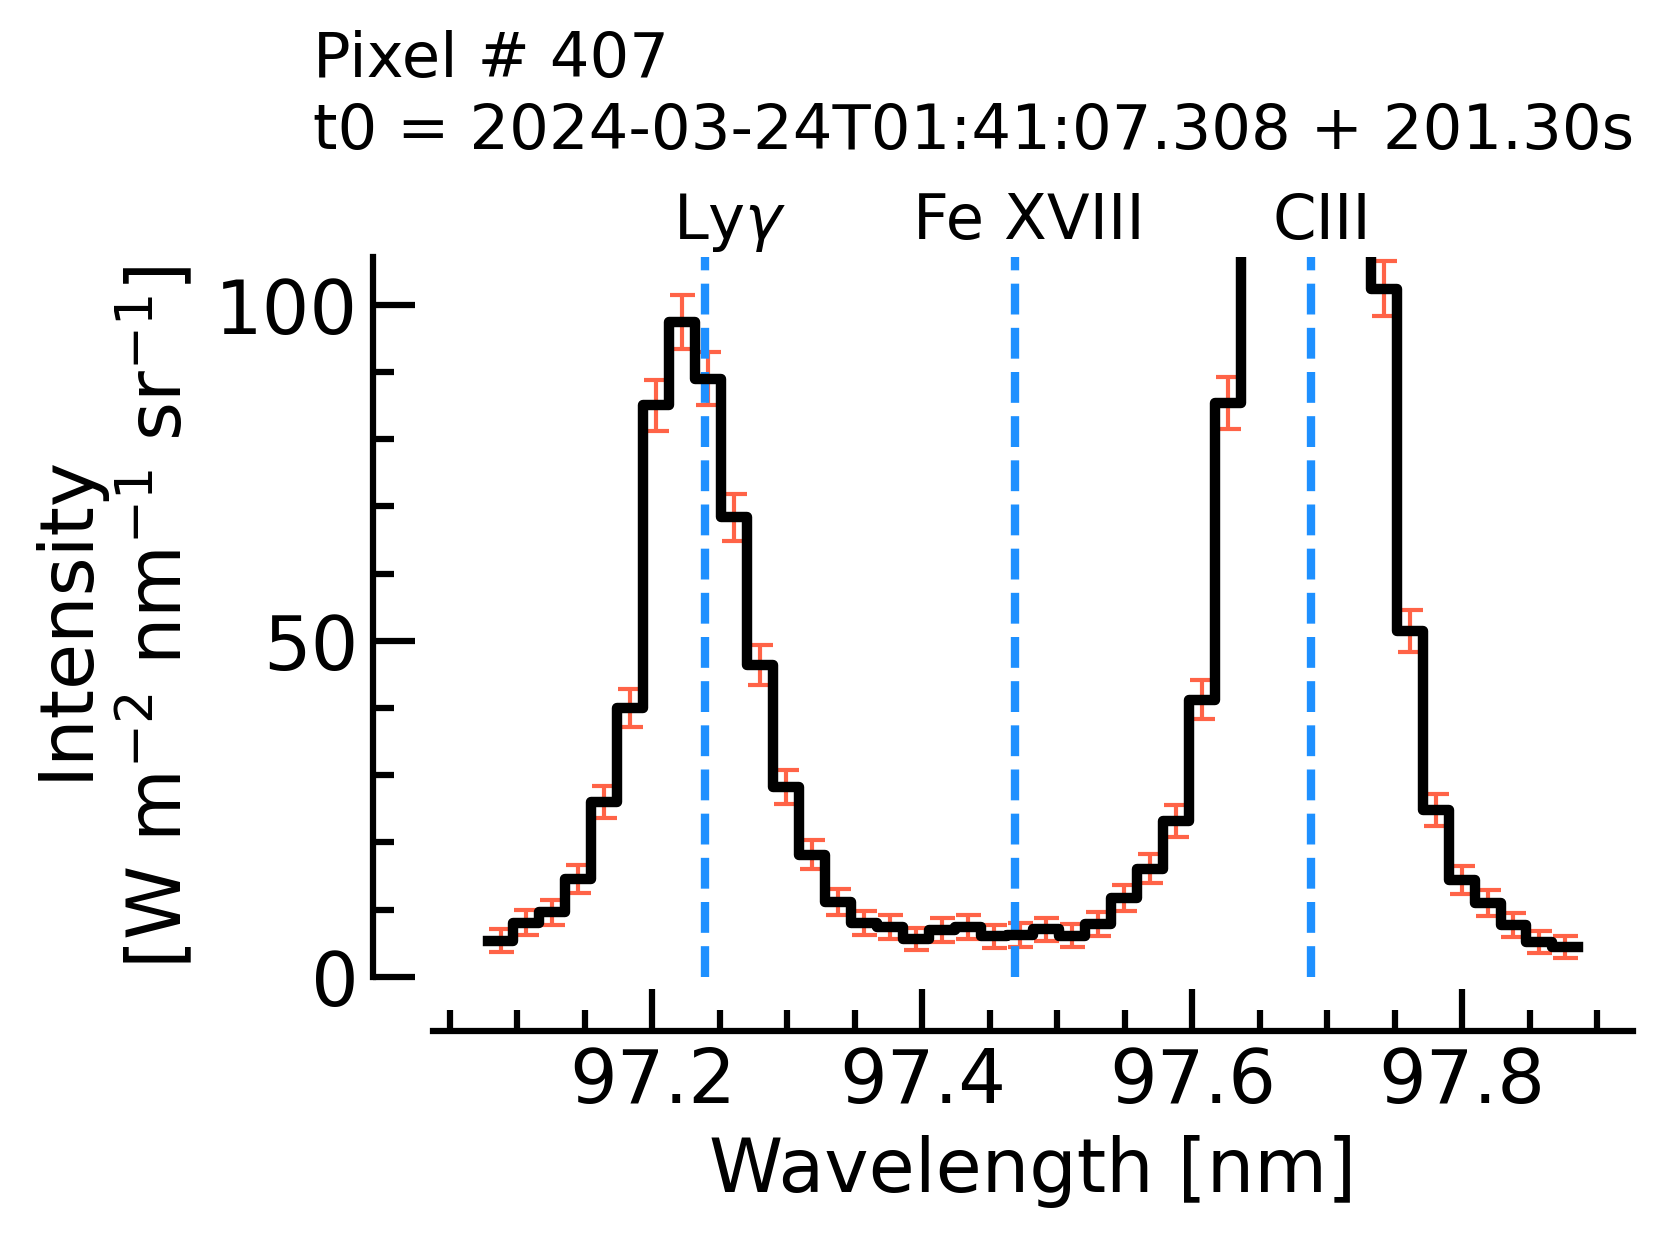 Pixel # 407
t0 = 2024-03-24T01:41:07.308 + 201.30s
Lyγ Fe XVIII CIII
Intensity
[W m⁻² nm⁻¹ sr⁻¹]
100
50
0
97.2 97.4 97.6 97.8
Wavelength [nm]